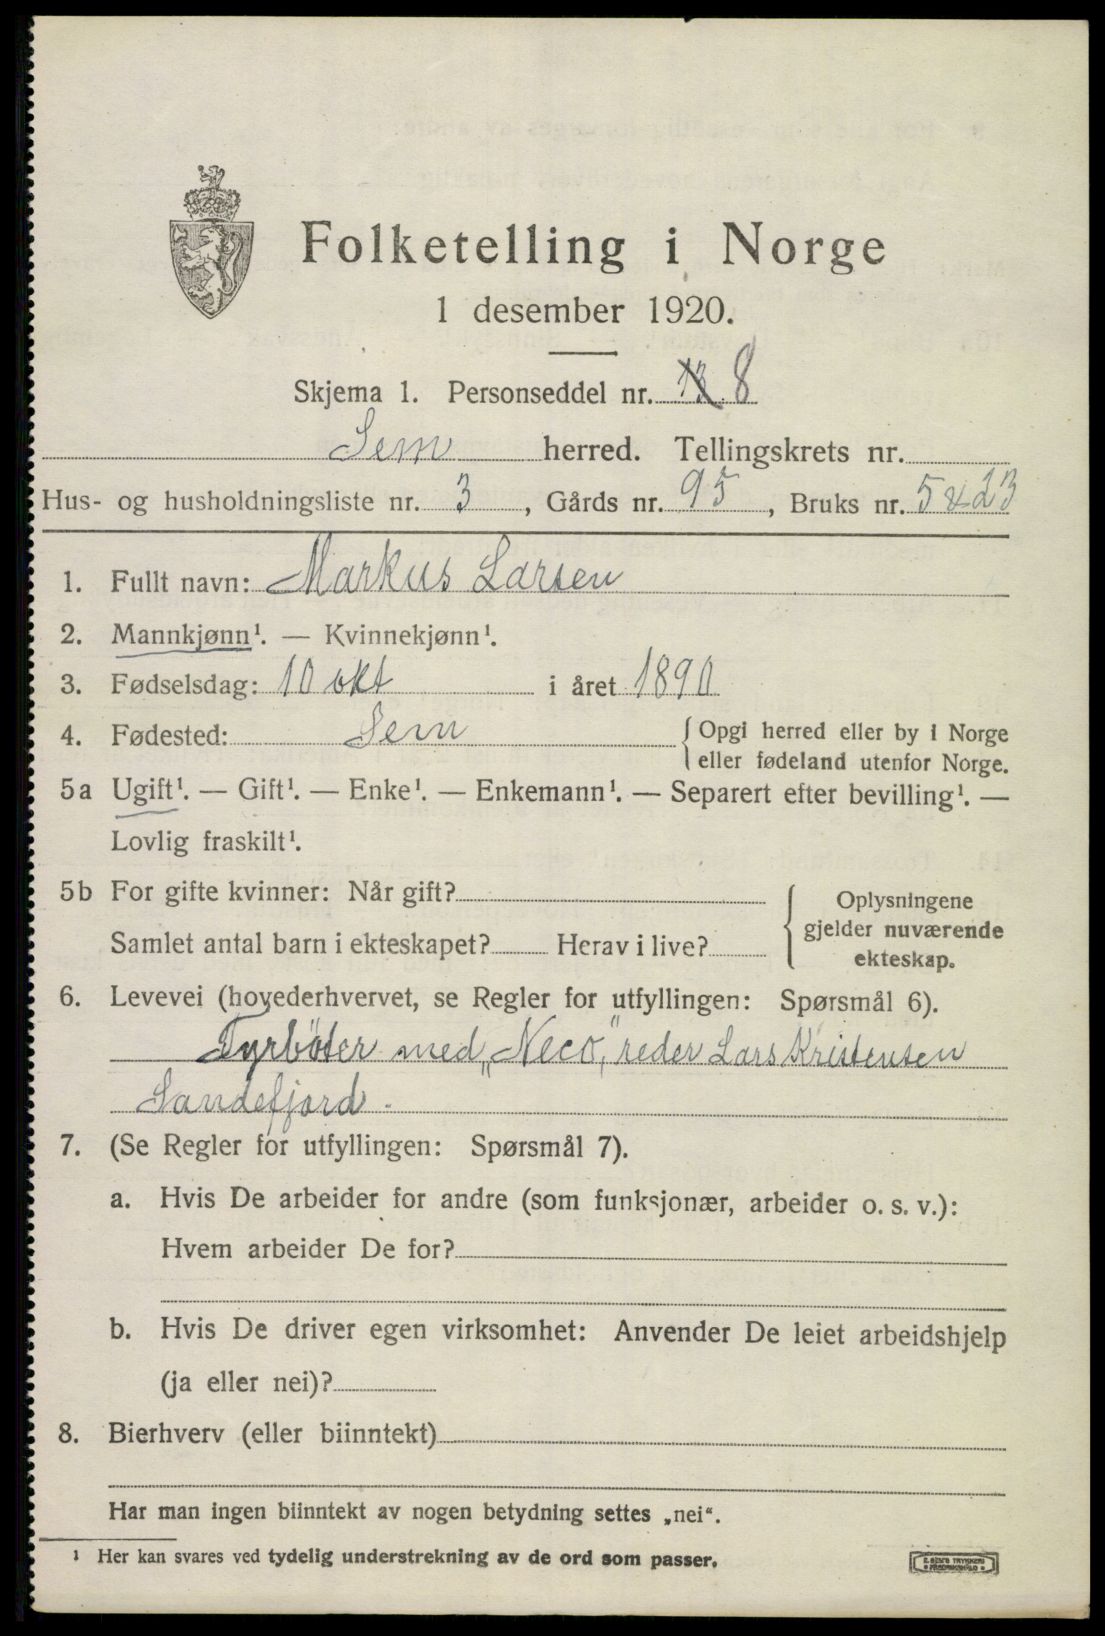 Folketelling i Norge
1 desember 1920.
Skjema 1. Personseddel nr. 13 8
Sem herred. Tellingskrets nr.
Hus- og husholdningsliste nr. 3, Gårds nr. 95, Bruks nr. 5 & 23
1. Fullt navn: Markus Larsen
2. Mannkjønn¹. — Kvinnekjønn¹.
3. Fødselsdag: 10 okt i året 1890
4. Fødested: Sem { Opgi herred eller by i Norge
eller fødeland utenfor Norge.
5a Ugift¹. — Gift¹. — Enke¹. — Enkemann¹. — Separert efter bevilling¹. —
Lovlig fraskilt¹.
5b For gifte kvinner: Når gift? { Oplysningene
gjelder nuværende
Samlet antal barn i ekteskapet? Herav i live?
ekteskap.
6. Levevei (hovederhvervet, se Regler for utfyllingen: Spørsmål 6).
Fyrbøter med „Neco," reder Lars Kristensen
Sandefjord.
7. (Se Regler for utfyllingen: Spørsmål 7).
a. Hvis De arbeider for andre (som funksjonær, arbeider o. s. v.):
Hvem arbeider De for?
b. Hvis De driver egen virksomhet: Anvender De leiet arbeidshjelp
(ja eller nei)?
8. Bierhverv (eller biinntekt)
Har man ingen biinntekt av nogen betydning settes „nei“.
¹ Her kan svares ved tydelig understrekning av de ord som passer.